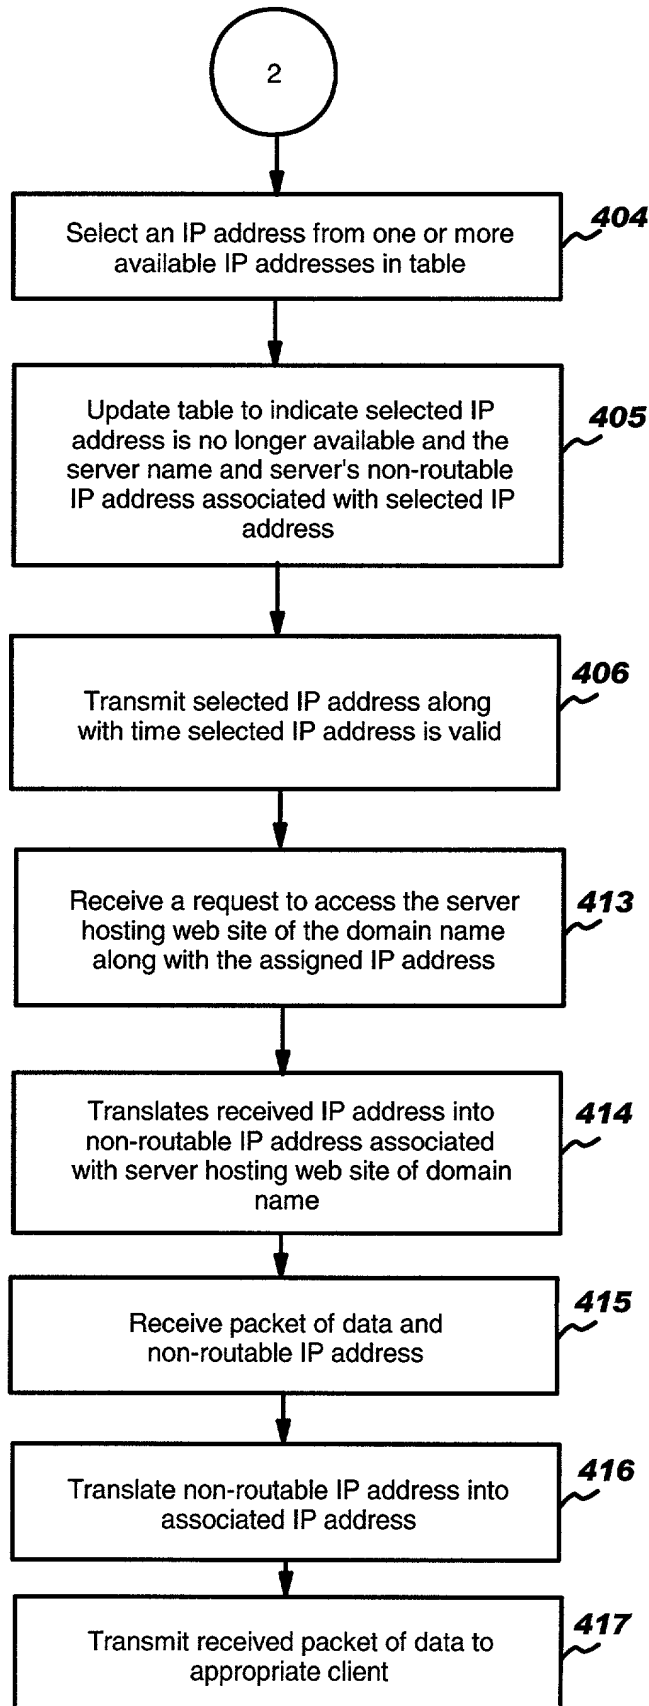 2
404
Select an IP address from one or more
available IP addresses in table
405
Update table to indicate selected IP
address is no longer available and the
server name and server's non-routable
IP address associated with selected IP
address
406
Transmit selected IP address along
with time selected IP address is valid
413
Receive a request to access the server
hosting web site of the domain name
along with the assigned IP address
414
Translates received IP address into
non-routable IP address associated
with server hosting web site of domain
name
415
Receive packet of data and
non-routable IP address
416
Translate non-routable IP address into
associated IP address
417
Transmit received packet of data to
appropriate client